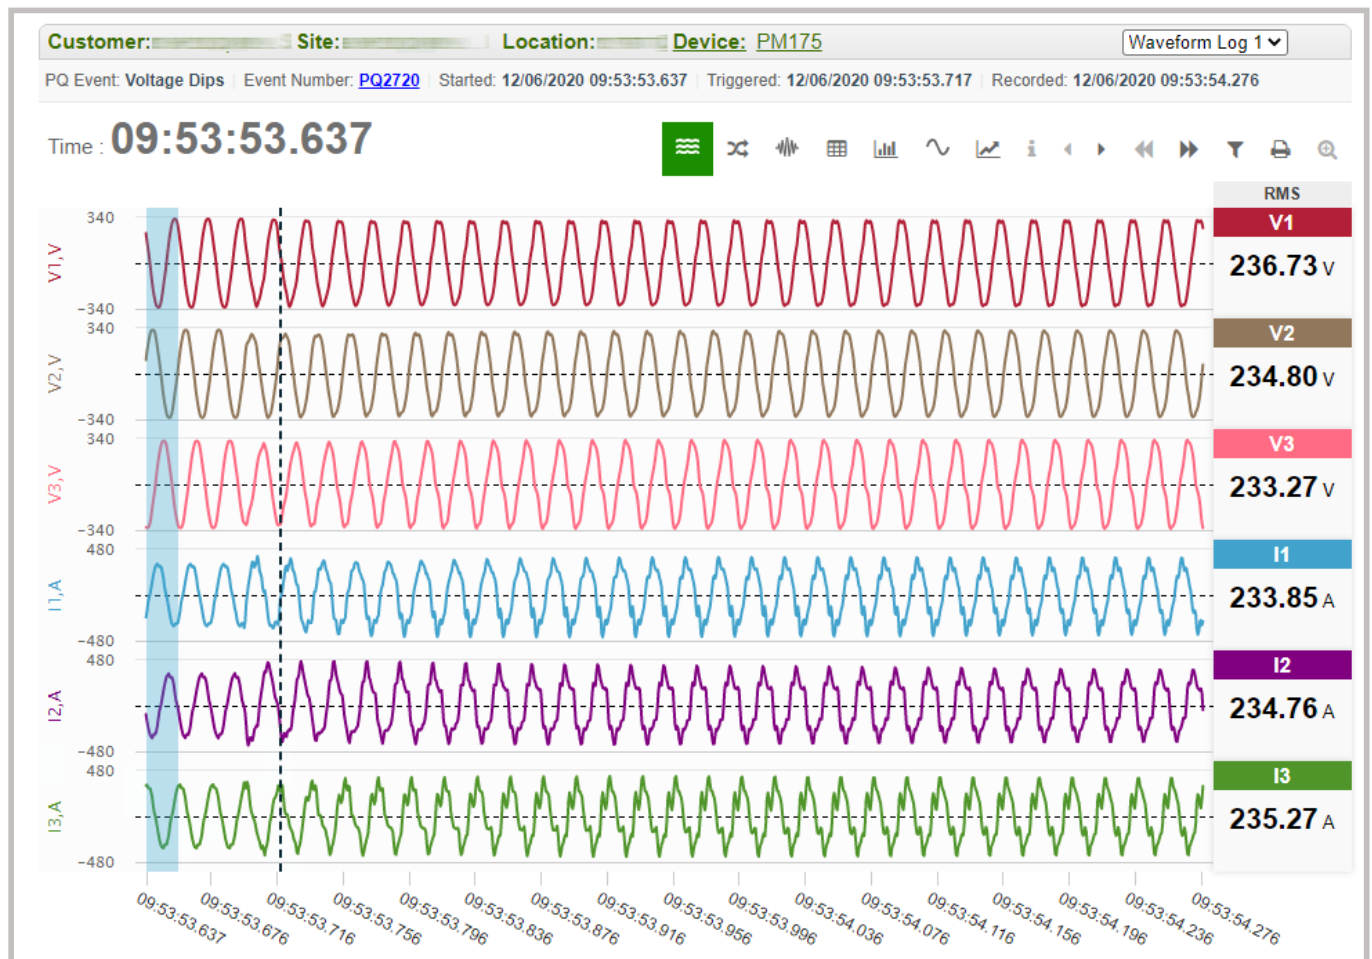 Customer: Site: Location: Device: PM175 Waveform Log 1
PQ Event: Voltage Dips Event Number: PQ2720 Started: 12/06/2020 09:53:53.637 Triggered: 12/06/2020 09:53:53.717 Recorded: 12/06/2020 09:53:54.276
Time : 09:53:53.637
RMS
340
V1,V
-340
V1
236.73 V
340
V2,V
-340
V2
234.80 V
340
V3,V
-340
V3
233.27 V
480
I1,A
-480
I1
233.85 A
480
I2,A
-480
I2
234.76 A
480
I3,A
-480
I3
235.27 A
09:53:53.637 09:53:53.676 09:53:53.716 09:53:53.756 09:53:53.796 09:53:53.836 09:53:53.876 09:53:53.916 09:53:53.956 09:53:53.996 09:53:54.036 09:53:54.076 09:53:54.116 09:53:54.156 09:53:54.196 09:53:54.236 09:53:54.276